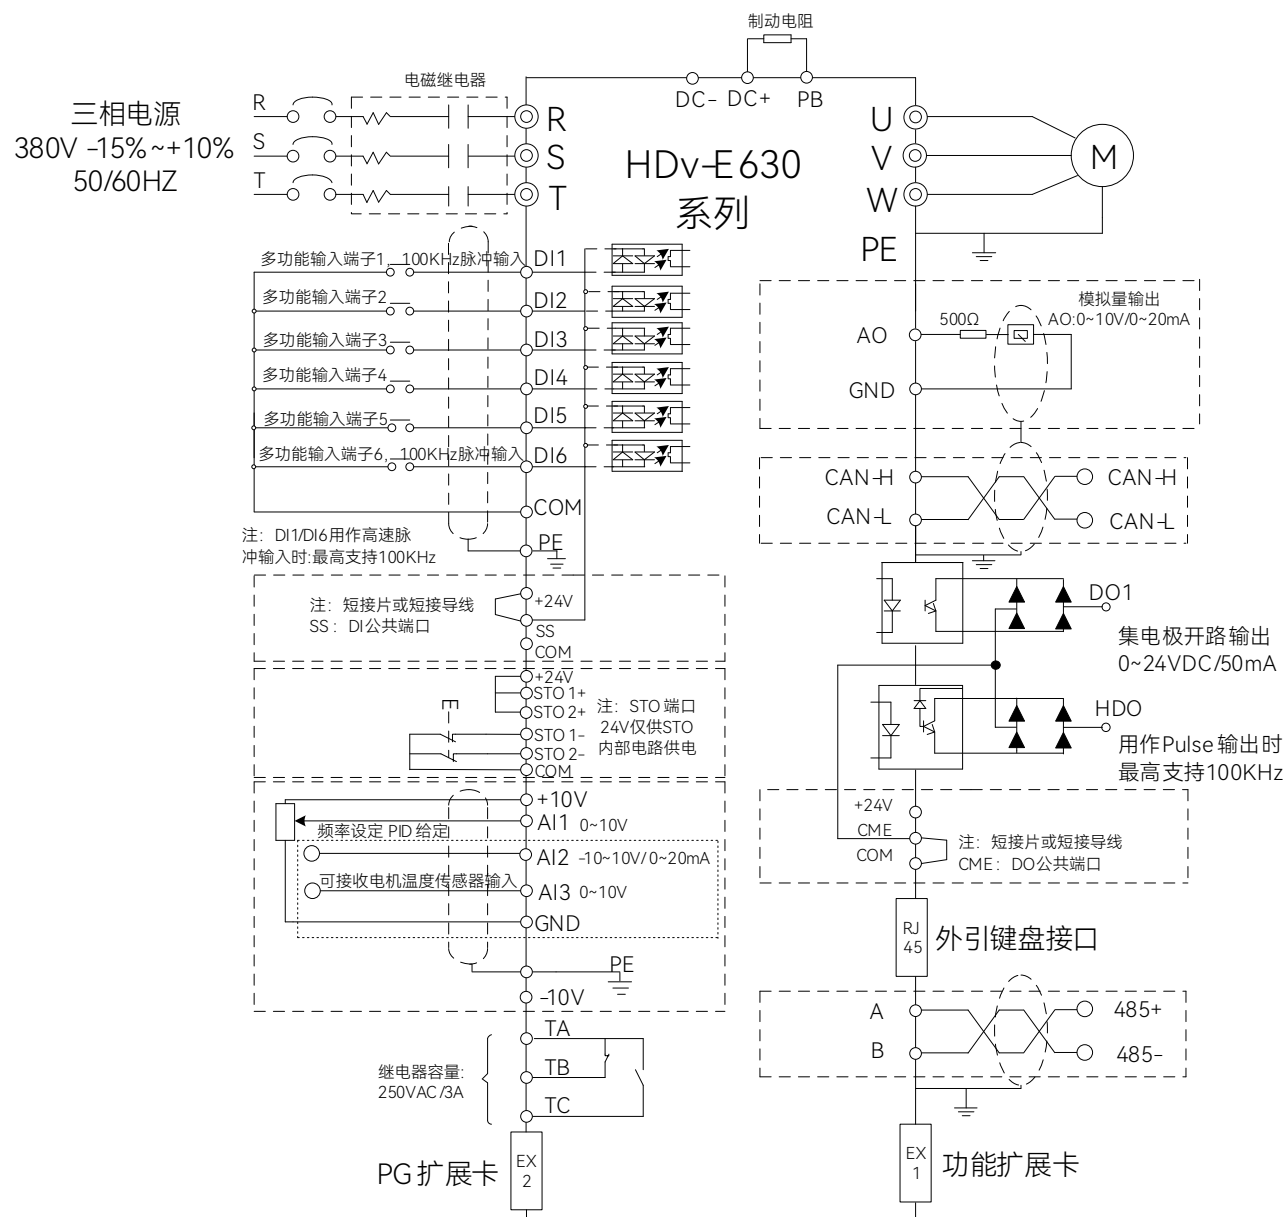 制动电阻
电磁继电器
DC- DC+ PB
三相电源
380V -15%~+10%
50/60HZ
R
S
T
R
S
T
HDv-E630
系列
U
V
W
PE
M
多功能输入端子1, 100KHz脉冲输入
DI1
多功能输入端子2
DI2
多功能输入端子3
DI3
多功能输入端子4
DI4
多功能输入端子5
DI5
多功能输入端子6, 100KHz脉冲输入
DI6
COM
注：DI1/DI6用作高速脉
冲输入时:最高支持100KHz
PE
注：短接片或短接导线
SS：DI公共端口
+24V
SS
COM
+24V
STO 1+
STO 2+
STO 1-
STO 2-
COM
E
注：STO 端口
24V仅供STO
内部电路供电
+10V
AI1 0~10V
频率设定 PID 给定
AI2 -10~10V/0~20mA
可接收电机温度传感器输入
AI3 0~10V
GND
PE
-10V
TA
TB
TC
继电器容量:
250VAC/3A
PG 扩展卡
EX
2
模拟量输出
AO:0~10V/0~20mA
500Ω
AO
GND
CAN-H
CAN-L
CAN-H
CAN-L
DO1
集电极开路输出
0~24VDC/50mA
HDO
用作Pulse输出时
最高支持100KHz
+24V
CME
COM
注：短接片或短接导线
CME：DO公共端口
RJ
45
外引键盘接口
A
B
485+
485-
EX
1
功能扩展卡